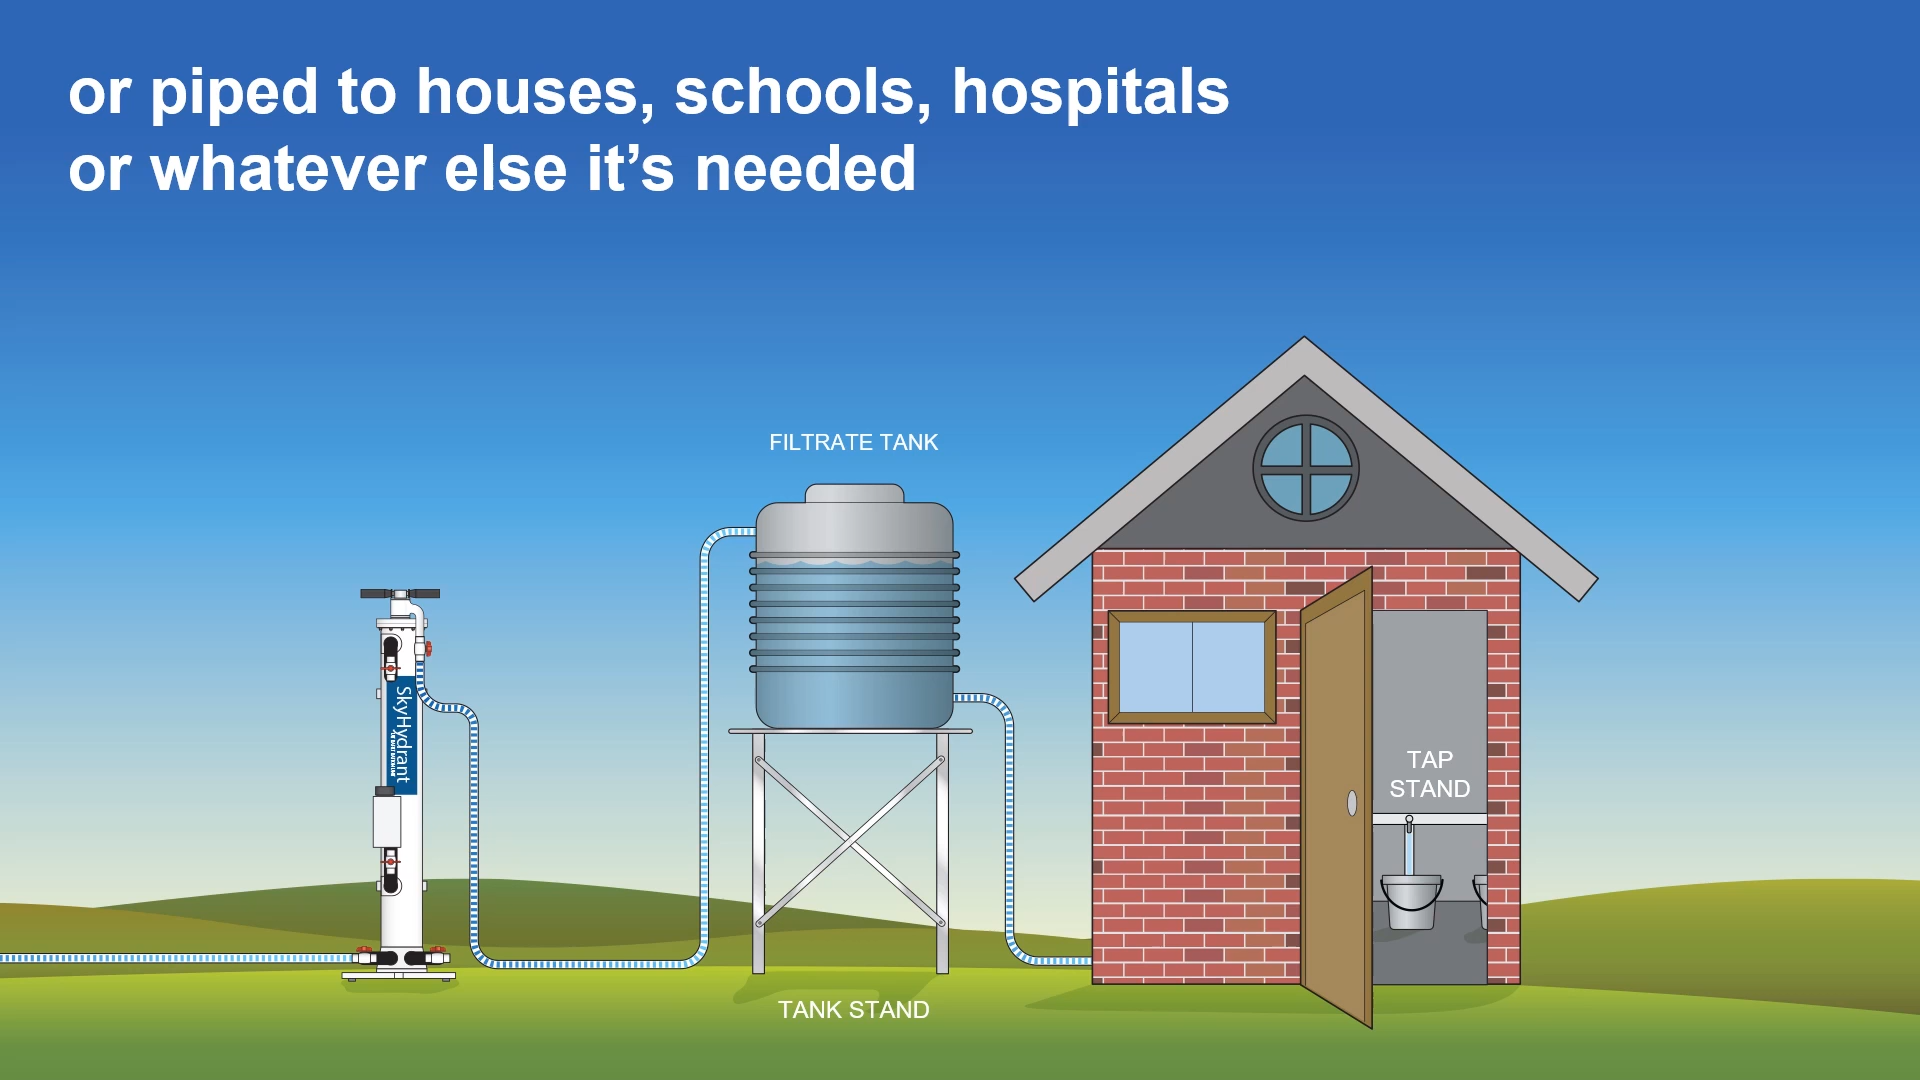 or piped to houses, schools, hospitals
or whatever else it’s needed
FILTRATE TANK
SkyHydrant
TAP
STAND
TANK STAND